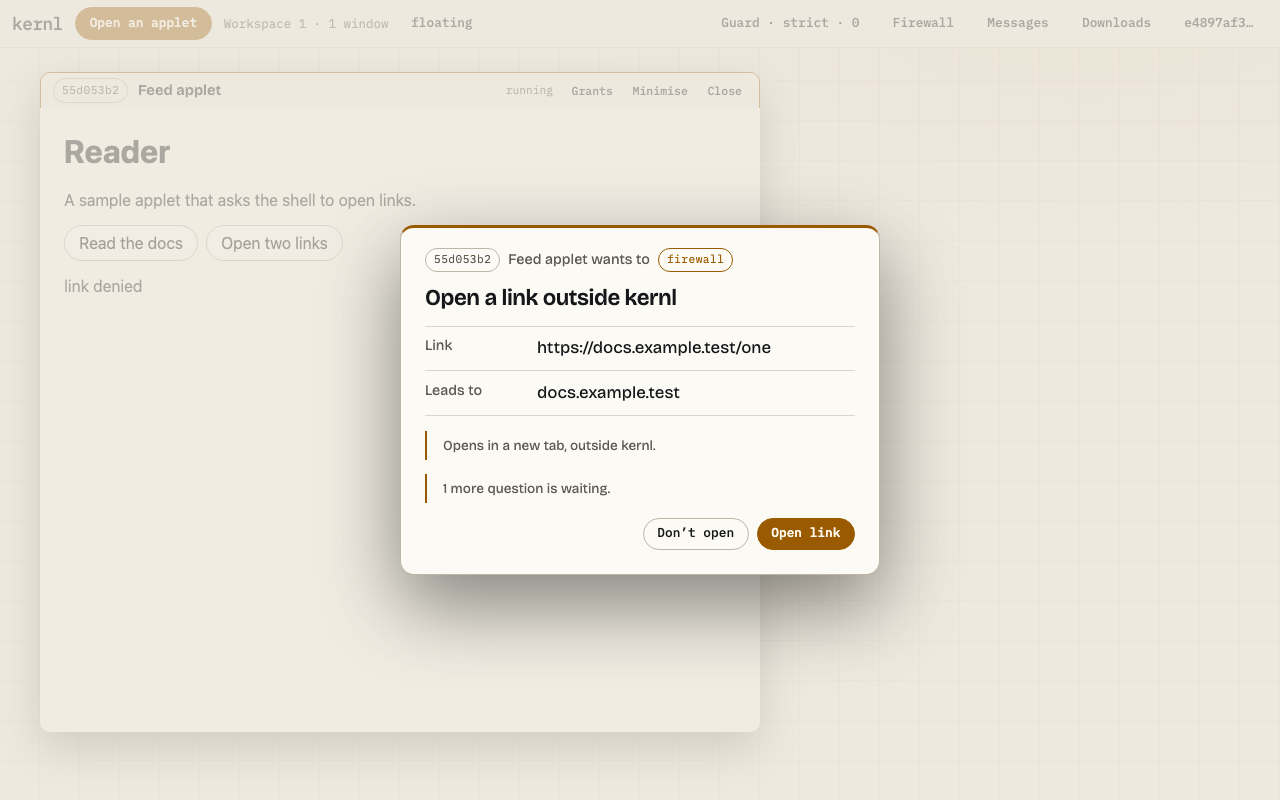 kernl Open an applet Workspace 1 · 1 window floating Guard · strict · 0 Firewall Messages Downloads e4897af3…
55d053b2 Feed applet running Grants Minimise Close
Reader
A sample applet that asks the shell to open links.
Read the docs Open two links
link denied
55d053b2 Feed applet wants to firewall
Open a link outside kernl
Link https://docs.example.test/one
Leads to docs.example.test
Opens in a new tab, outside kernl.
1 more question is waiting.
Don’t open Open link